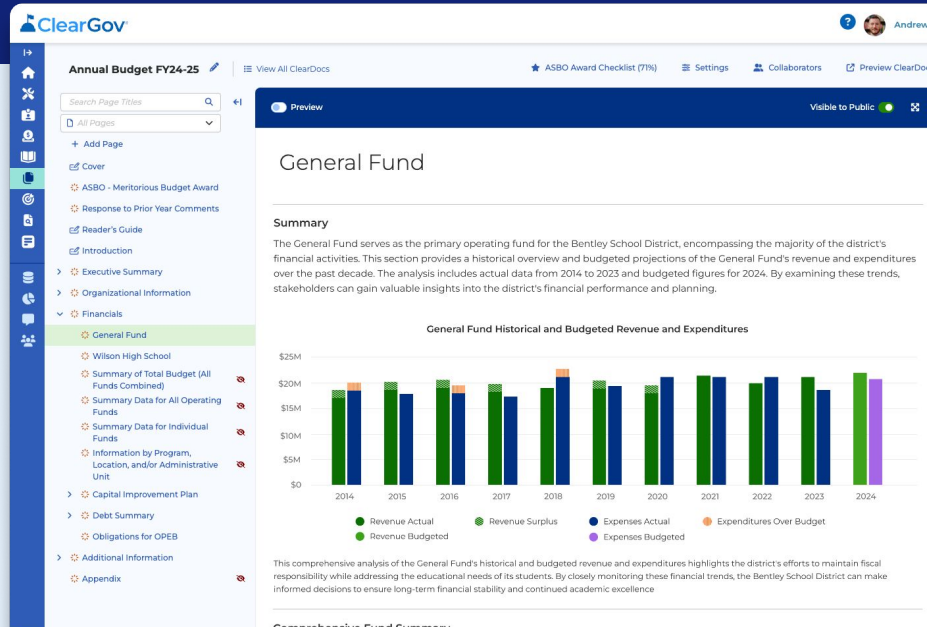 ClearGov
?
Andrew
Annual Budget FY24-25
View All ClearDocs
ASBO Award Checklist (71%)
Settings
Collaborators
Preview ClearDoc
Search Page Titles
All Pages
+ Add Page
Cover
ASBO - Meritorious Budget Award
Response to Prior Year Comments
Reader's Guide
Introduction
Executive Summary
Organizational Information
Financials
General Fund
Wilson High School
Summary of Total Budget (All
Funds Combined)
Summary Data for All Operating
Funds
Summary Data for Individual
Funds
Information by Program,
Location, and/or Administrative
Unit
Capital Improvement Plan
Debt Summary
Obligations for OPEB
Additional Information
Appendix
Preview
Visible to Public
General Fund
Summary
The General Fund serves as the primary operating fund for the Bentley School District, encompassing the majority of the district's
financial activities. This section provides a historical overview and budgeted projections of the General Fund's revenue and expenditures
over the past decade. The analysis includes actual data from 2014 to 2023 and budgeted figures for 2024. By examining these trends,
stakeholders can gain valuable insights into the district's financial performance and planning.
General Fund Historical and Budgeted Revenue and Expenditures
$25M
$20M
$15M
$10M
$5M
$0
2014 2015 2016 2017 2018 2019 2020 2021 2022 2023 2024
Revenue Actual Revenue Surplus Expenses Actual Expenditures Over Budget
Revenue Budgeted Expenses Budgeted
This comprehensive analysis of the General Fund's historical and budgeted revenue and expenditures highlights the district's efforts to maintain fiscal
responsibility while addressing the educational needs of its students. By closely monitoring these financial trends, the Bentley School District can make
informed decisions to ensure long-term financial stability and continued academic excellence
Comprehensive Fund Summary